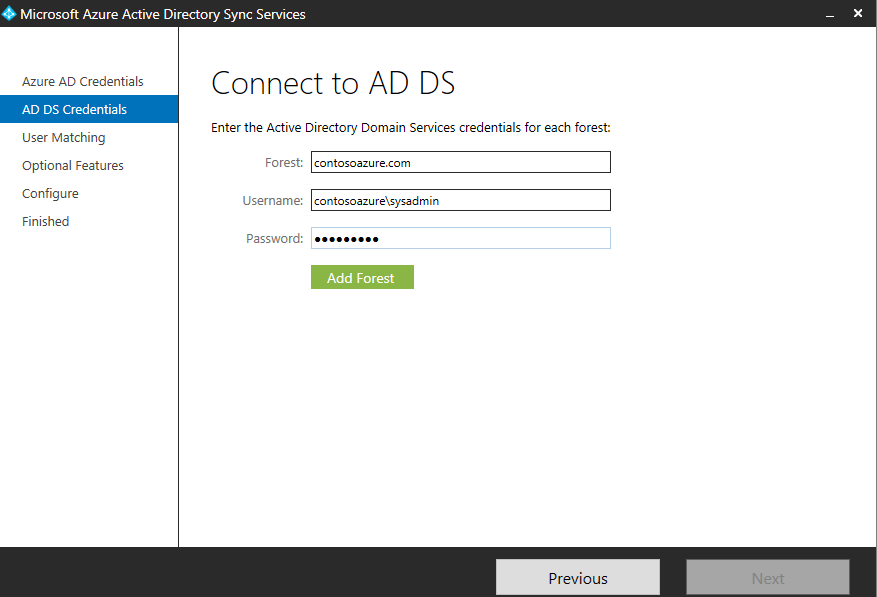 Microsoft Azure Active Directory Sync Services
Azure AD Credentials
AD DS Credentials
User Matching
Optional Features
Configure
Finished
Connect to AD DS
Enter the Active Directory Domain Services credentials for each forest:
Forest: contosoazure.com
Username: contosoazure\sysadmin
Password: ●●●●●●●●●
Add Forest
Previous Next